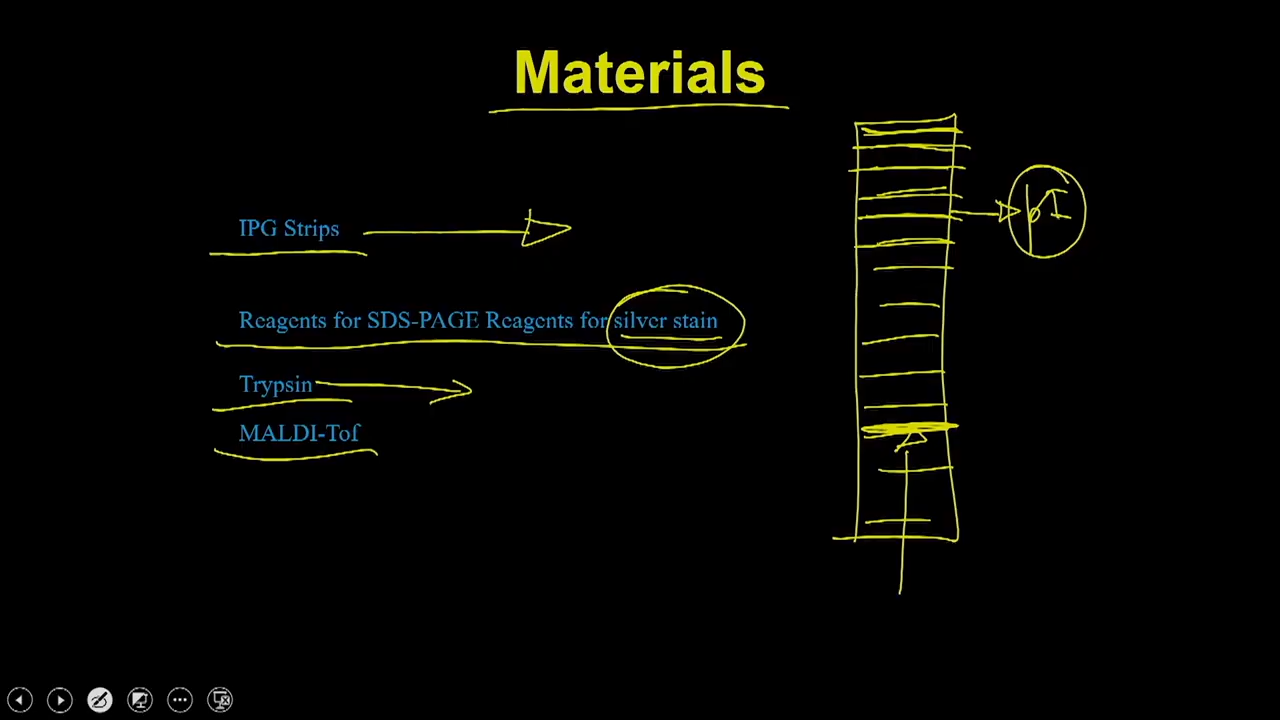 Materials
IPG Strips
pI
Reagents for SDS-PAGE Reagents for silver stain
Trypsin
MALDI-Tof